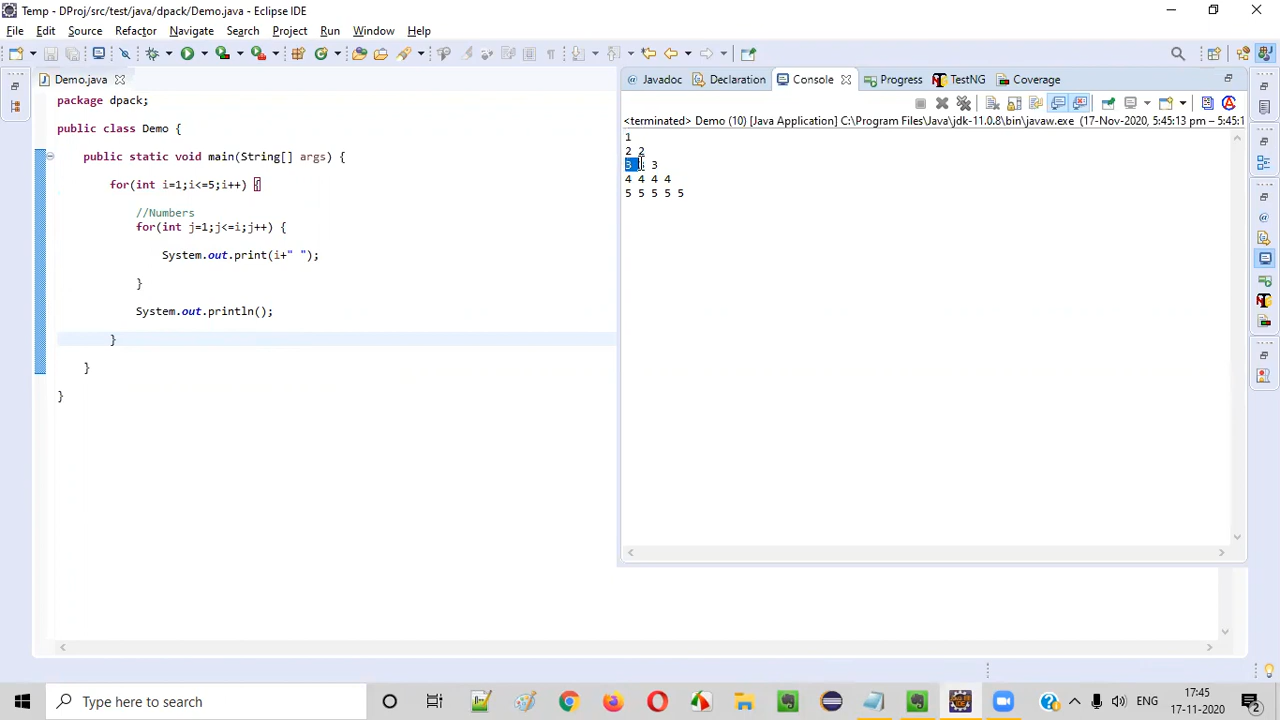 Temp - DProj/src/test/java/dpack/Demo.java - Eclipse IDE
File Edit Source Refactor Navigate Search Project Run Window Help
Demo.java
Javadoc Declaration Console Progress TestNG Coverage
<terminated> Demo (10) [Java Application] C:\Program Files\Java\jdk-11.0.8\bin\javaw.exe (17-Nov-2020, 5:45:13 pm – 5:45:1
package dpack;
public class Demo {
public static void main(String[] args) {
for(int i=1;i<=5;i++) {
//Numbers
for(int j=1;j<=i;j++) {
System.out.print(i+" ");
}
System.out.println();
}
}
}
1
2 2
3 3
4 4 4 4
5 5 5 5 5
Type here to search
ENG
17:45
17-11-2020
2